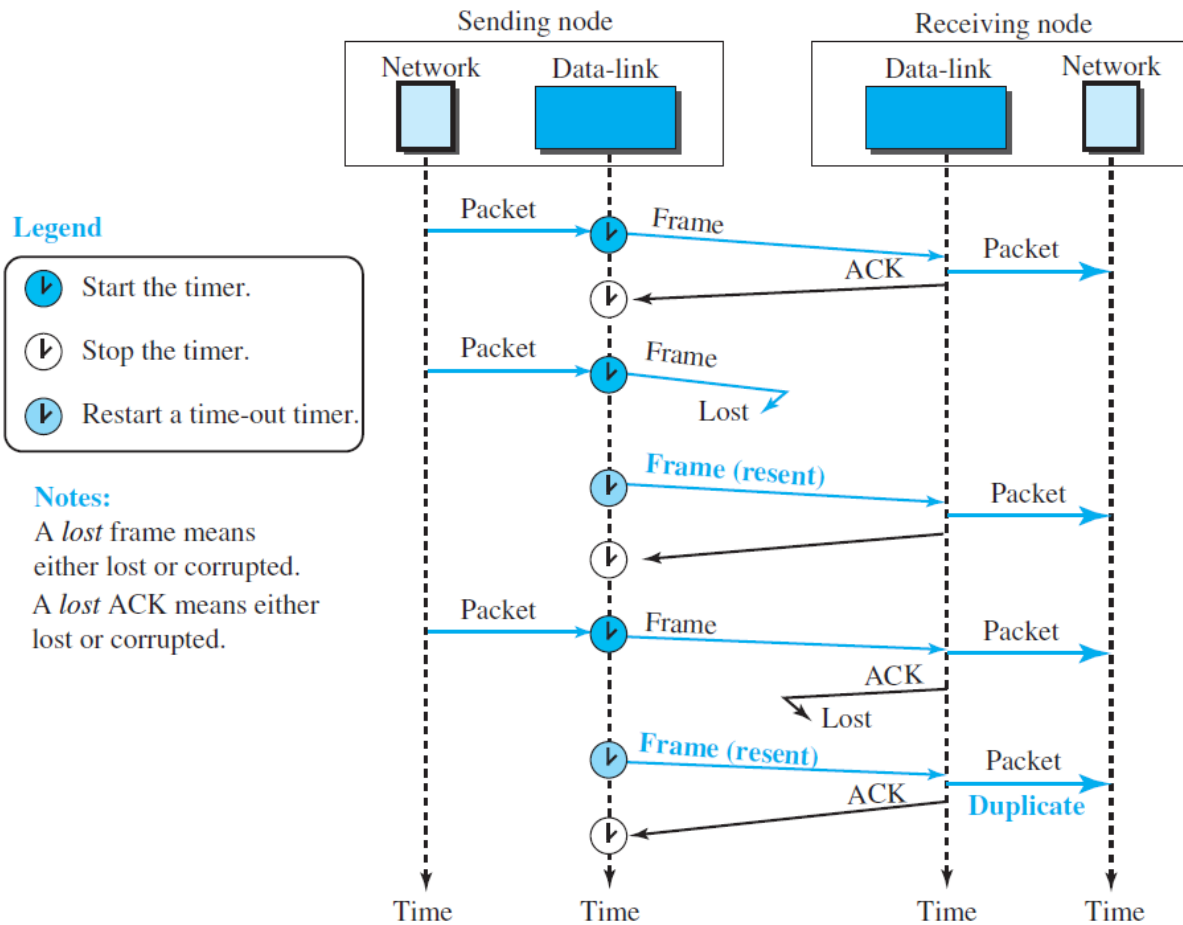 Sending node
Receiving node
Network
Data-link
Data-link
Network
Legend
Start the timer.
Stop the timer.
Restart a time-out timer.
Notes:
A lost frame means
either lost or corrupted.
A lost ACK means either
lost or corrupted.
Packet
Frame
Packet
ACK
Packet
Frame
Lost
Frame (resent)
Packet
Packet
Frame
Packet
ACK
Lost
Frame (resent)
Packet
ACK
Duplicate
Time
Time
Time
Time